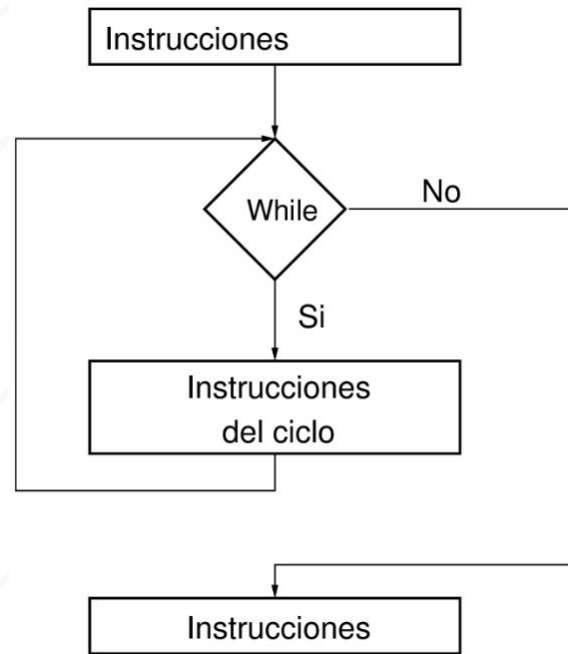 Instrucciones
While
No
Si
Instrucciones
del ciclo
Instrucciones